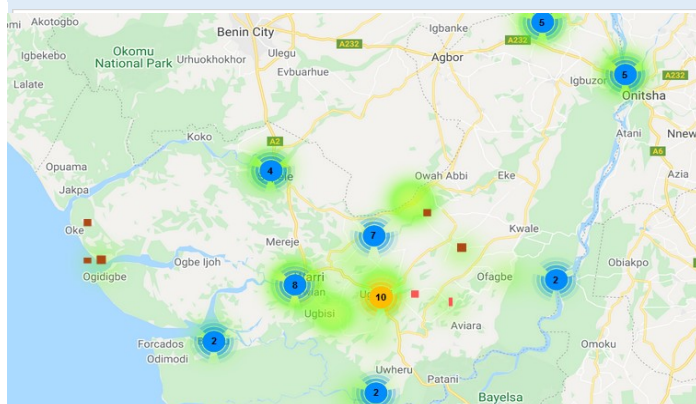 Akotogbo
Igbekebo
Lalate
Okomu
National Park
Urhuokhokhor
Benin City
Ulegu
Evbuarhue
A232
Igbanke
Agbor
A232
5
A232
5
Igbuzor
Onitsha
Atani
Nnew
A6
Azia
Koko
A2
4
Opuama
Jakpa
Oke
Ogidigbe
Ogbe Ijoh
Mereje
Owah Abbi
Eke
Kwale
7
8
Ugbisi
10
Ofagbe
2
Obiakpo
Aviara
Forcados
2
Odimodi
Omoku
Uwheru
Patani
2
Bayelsa